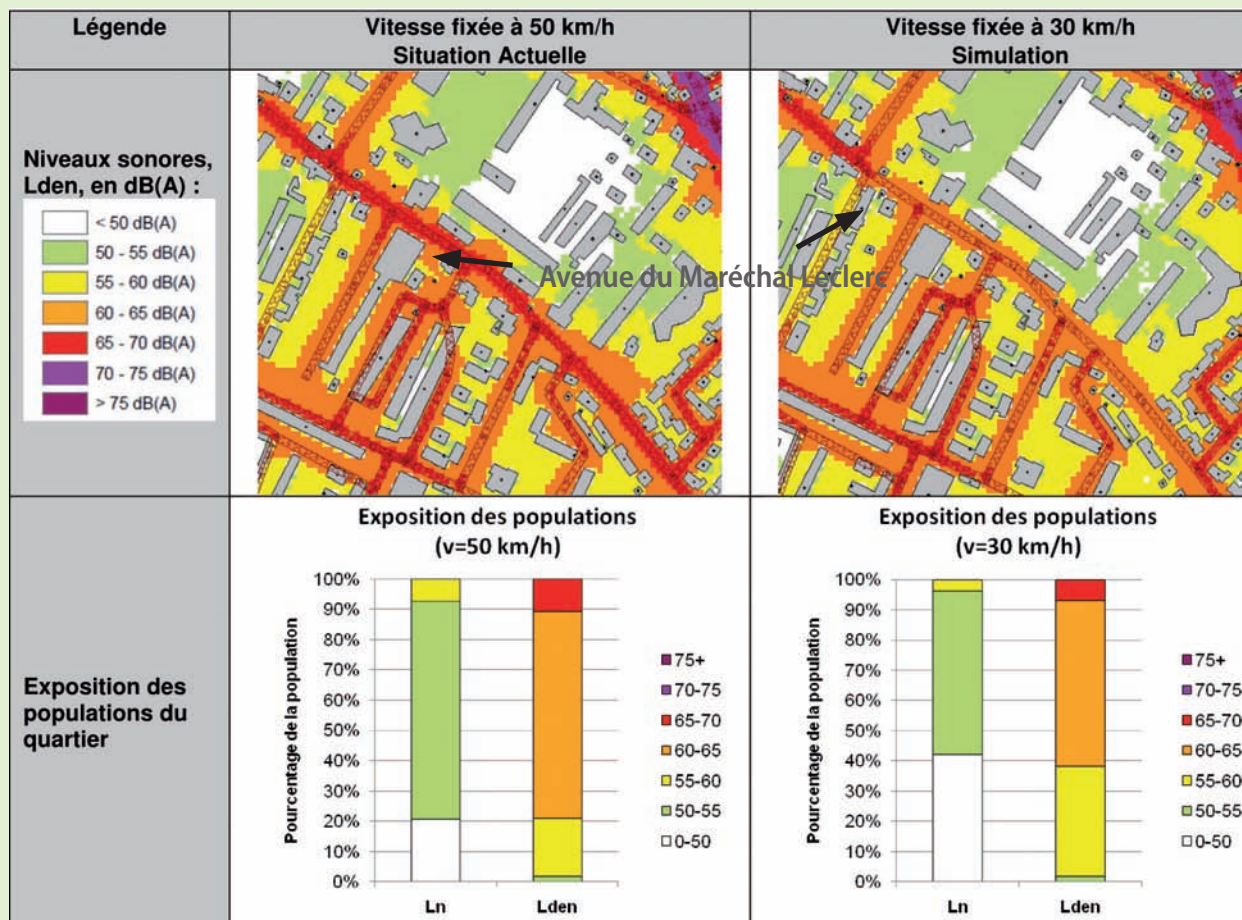 Légende
Vitesse fixée à 50 km/h
Situation Actuelle
Vitesse fixée à 30 km/h
Simulation
Niveaux sonores,
Lden, en dB(A) :
< 50 dB(A)
50 - 55 dB(A)
55 - 60 dB(A)
60 - 65 dB(A)
65 - 70 dB(A)
70 - 75 dB(A)
> 75 dB(A)
Avenue du Maréchal Leclerc
Exposition des
populations du
quartier
Exposition des populations
(v=50 km/h)
Pourcentage de la population
100%
90%
80%
70%
60%
50%
40%
30%
20%
10%
0%
Ln
Lden
75+
70-75
65-70
60-65
55-60
50-55
0-50
Exposition des populations
(v=30 km/h)
Pourcentage de la population
100%
90%
80%
70%
60%
50%
40%
30%
20%
10%
0%
Ln
Lden
75+
70-75
65-70
60-65
55-60
50-55
0-50